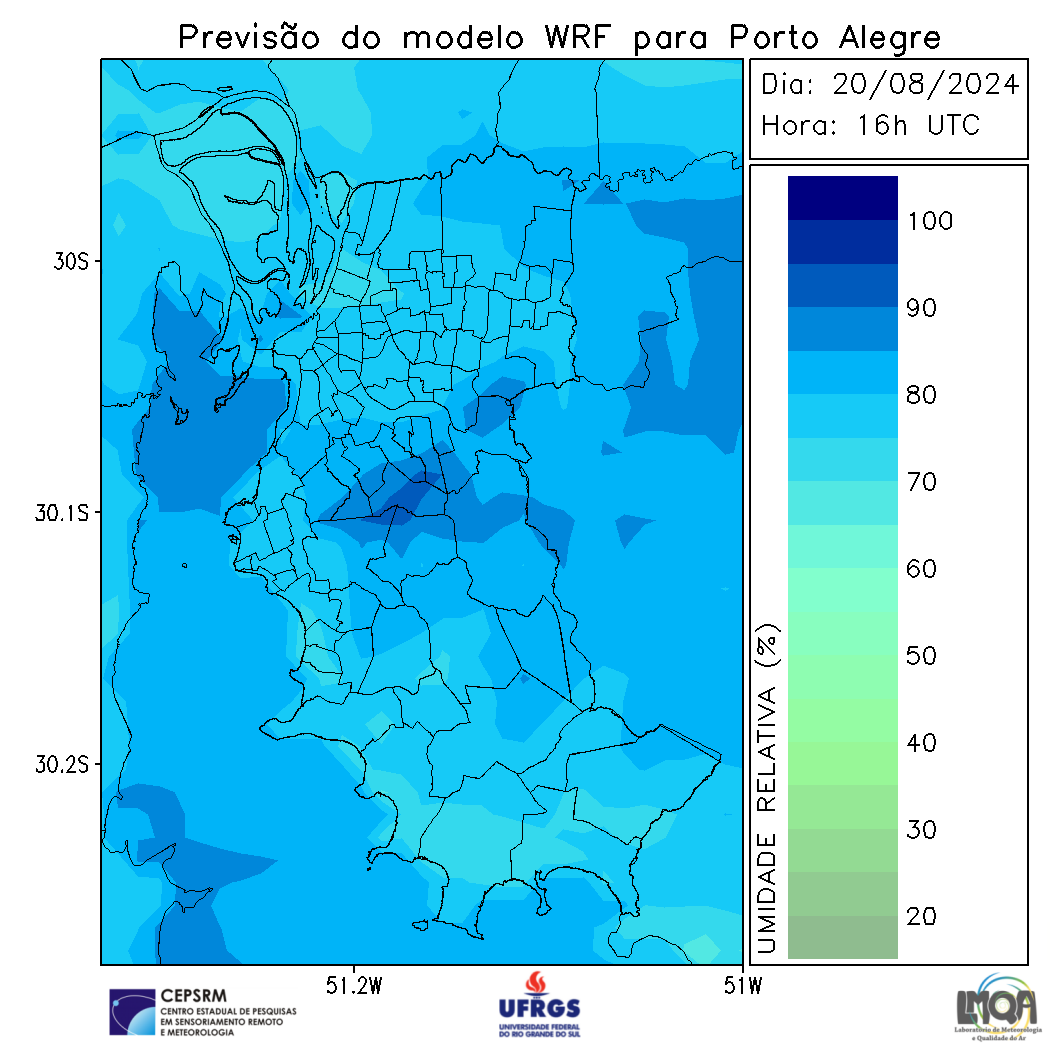 Previsão do modelo WRF para Porto Alegre
Dia: 20/08/2024
Hora: 16h UTC
30S
30.1S
30.2S
51.2W
51W
100
90
80
70
60
50
40
30
20
UMIDADE RELATIVA (%)
CEPSRM
CENTRO ESTADUAL DE PESQUISAS
EM SENSORIAMENTO REMOTO
E METEOROLOGIA
UFRGS
UNIVERSIDADE FEDERAL
DO RIO GRANDE DO SUL
LMQA
Laboratório de Meteorologia
e Qualidade do Ar